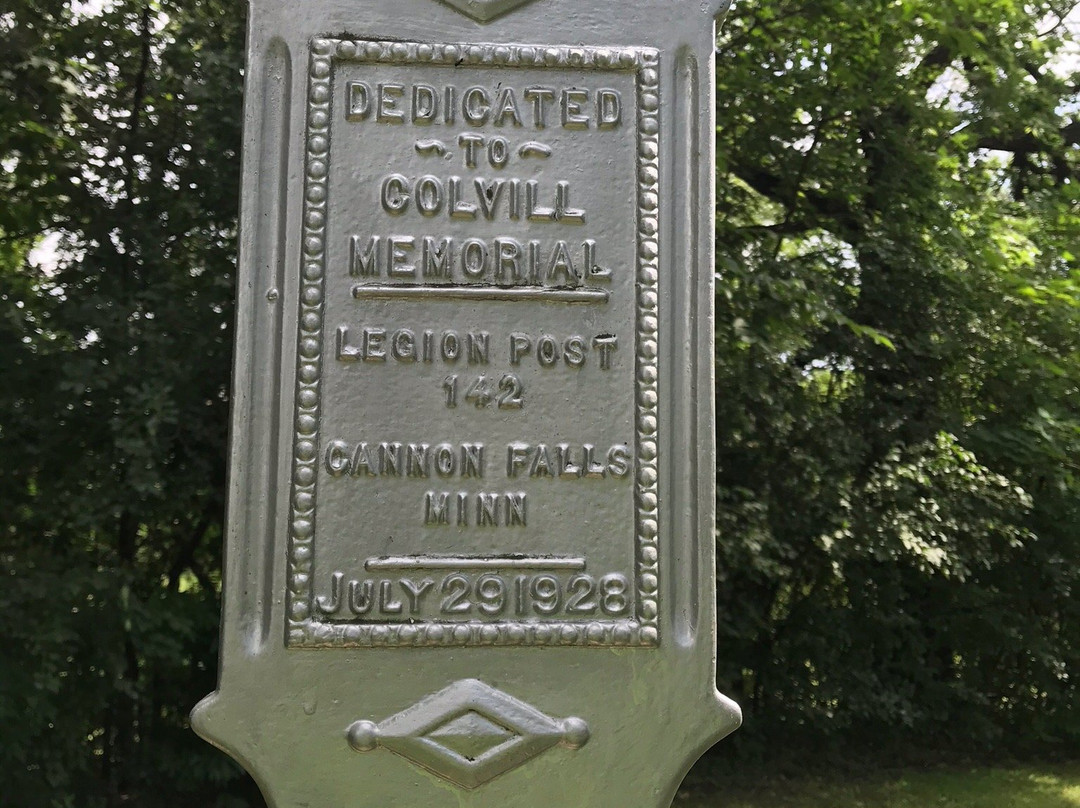 DEDICATED
~ TO ~
COLVILL
MEMORIAL
LEGION POST
142
CANNON FALLS
MINN
JULY 29 1928